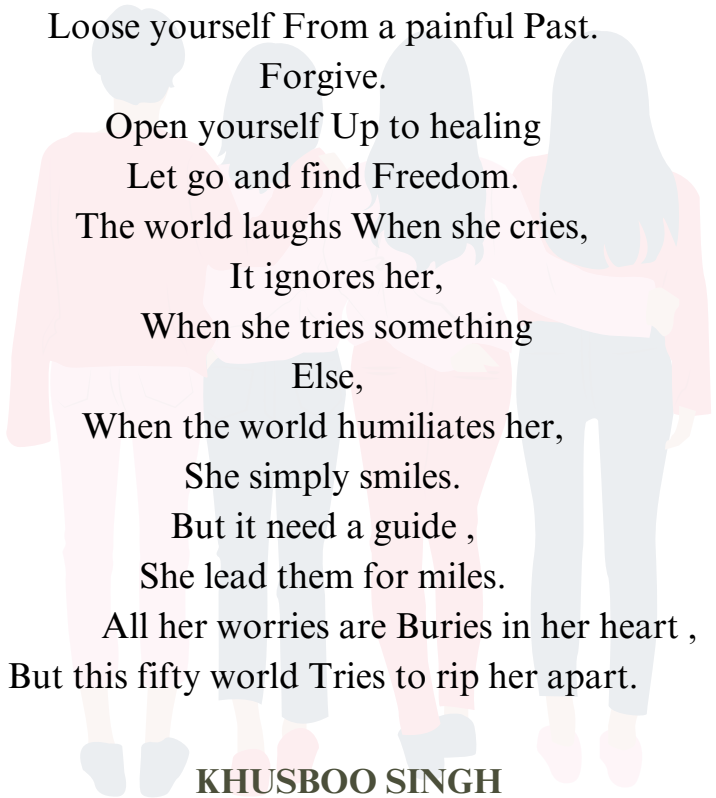 Loose yourself From a painful Past.
Forgive.
Open yourself Up to healing
Let go and find Freedom.
The world laughs When she cries,
It ignores her,
When she tries something
Else,
When the world humiliates her,
She simply smiles.
But it need a guide ,
She lead them for miles.
All her worries are Buries in her heart ,
But this fifty world Tries to rip her apart.
KHUSBOO SINGH